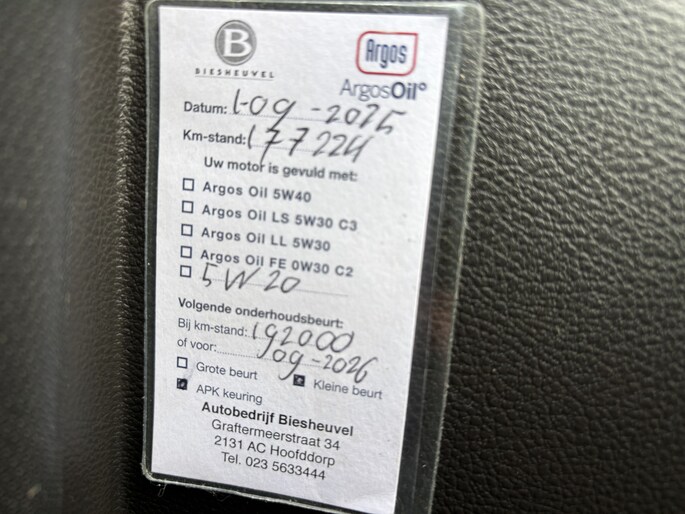 B
BIESHEUVEL
Argos
ArgosOil
Datum: 1-09-2025
Km-stand: 177224
Uw motor is gevuld met:
Argos Oil 5W40
Argos Oil LS 5W30 C3
Argos Oil LL 5W30
Argos Oil FE 0W30 C2
5W20
Volgende onderhoudsbeurt:
Bij km-stand: 192000
of voor: 09-2026
Grote beurt Kleine beurt
APK keuring
Autobedrijf Biesheuvel
Graftermeerstraat 34
2131 AC Hoofddorp
Tel. 023 5633444